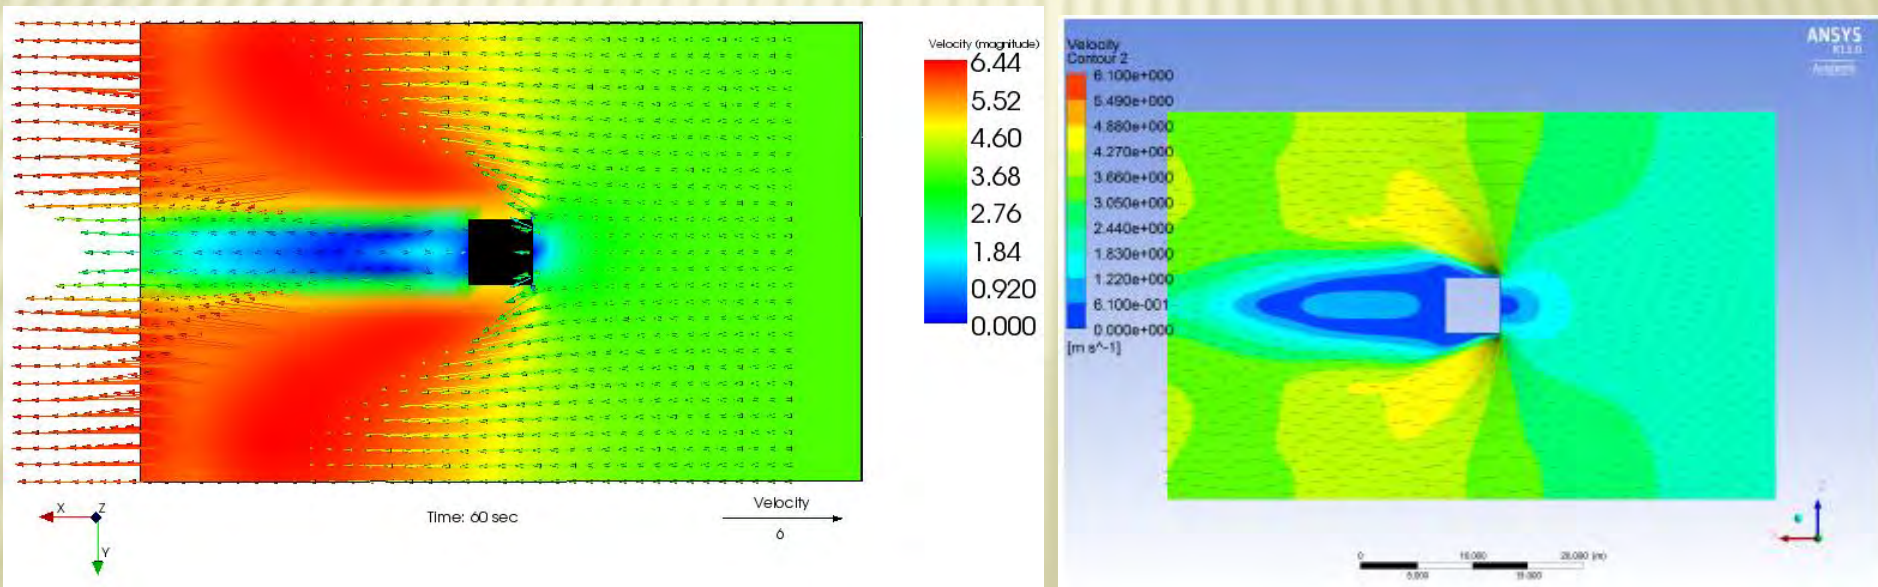 Velocity (magnitude)
6.44
5.52
4.60
3.68
2.76
1.84
0.920
0.000
X
Z
Y
Time: 60 sec
Velocity
6
Velocity
Contour 2
6.100e+000
5.490e+000
4.880e+000
4.270e+000
3.660e+000
3.050e+000
2.440e+000
1.830e+000
1.220e+000
6.100e-001
0.000e+000
[m s^-1]
ANSYS
0
10.000
20.000 (m)
5.000
15.000